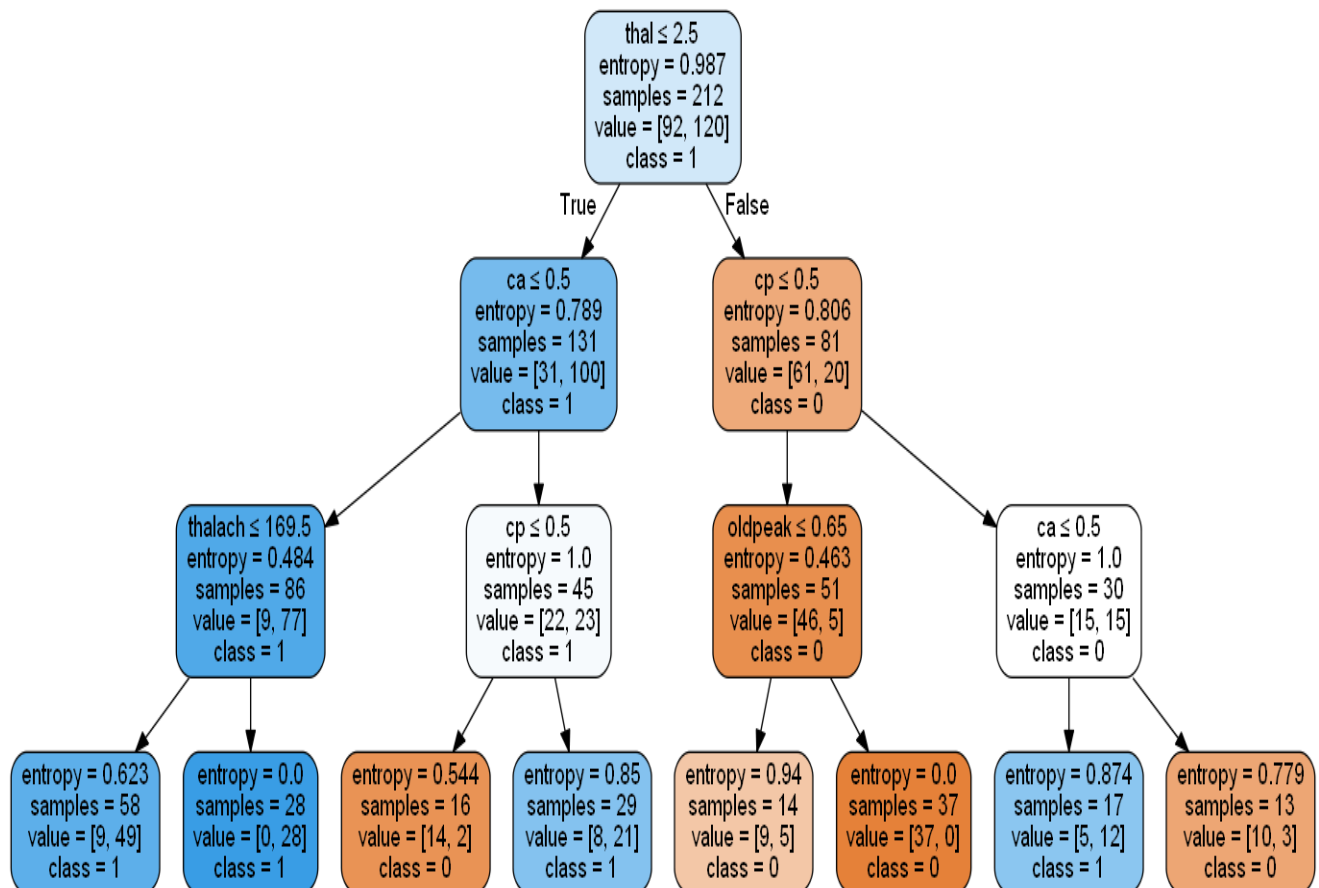 thal ≤ 2.5
entropy = 0.987
samples = 212
value = [92, 120]
class = 1
True
False
ca ≤ 0.5
entropy = 0.789
samples = 131
value = [31, 100]
class = 1
cp ≤ 0.5
entropy = 0.806
samples = 81
value = [61, 20]
class = 0
thalach ≤ 169.5
entropy = 0.484
samples = 86
value = [9, 77]
class = 1
cp ≤ 0.5
entropy = 1.0
samples = 45
value = [22, 23]
class = 1
oldpeak ≤ 0.65
entropy = 0.463
samples = 51
value = [46, 5]
class = 0
ca ≤ 0.5
entropy = 1.0
samples = 30
value = [15, 15]
class = 0
entropy = 0.623
samples = 58
value = [9, 49]
class = 1
entropy = 0.0
samples = 28
value = [0, 28]
class = 1
entropy = 0.544
samples = 16
value = [14, 2]
class = 0
entropy = 0.85
samples = 29
value = [8, 21]
class = 1
entropy = 0.94
samples = 14
value = [9, 5]
class = 0
entropy = 0.0
samples = 37
value = [37, 0]
class = 0
entropy = 0.874
samples = 17
value = [5, 12]
class = 1
entropy = 0.779
samples = 13
value = [10, 3]
class = 0